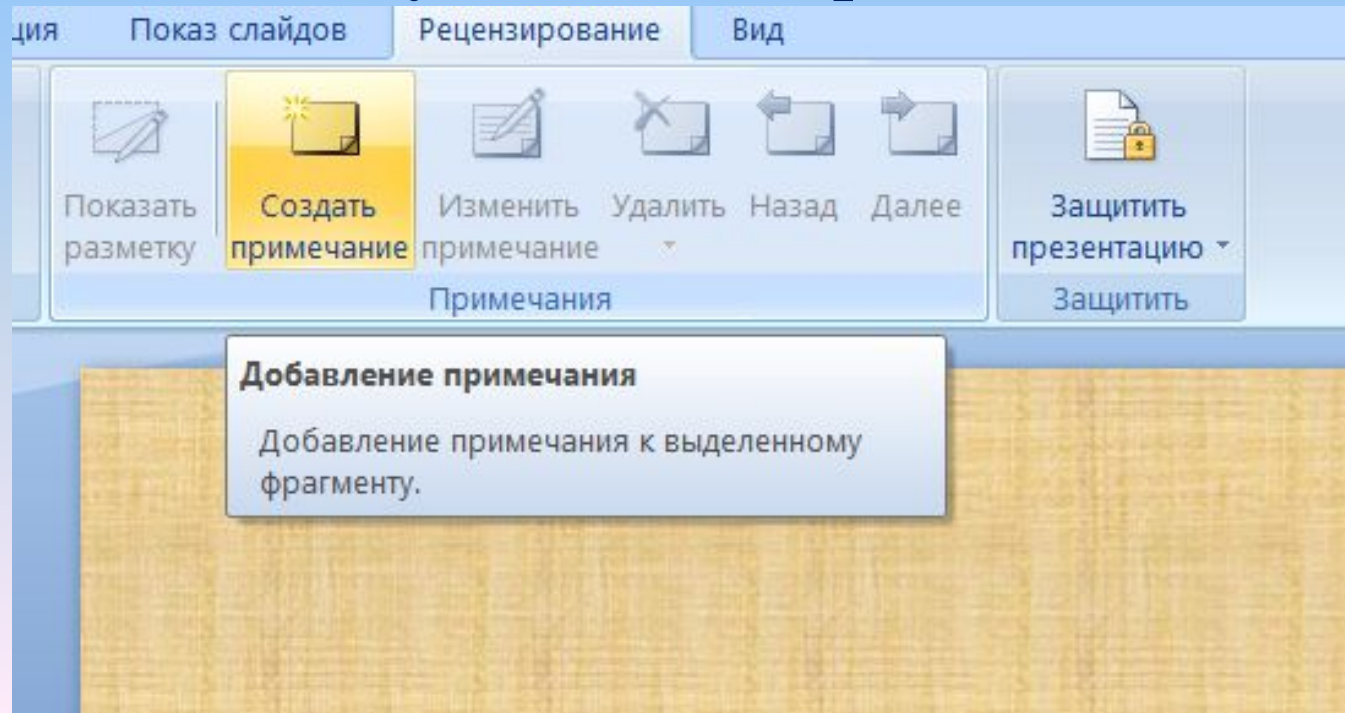 ция Показ слайдов Рецензирование Вид
Показать Создать Изменить Удалить Назад Далее Защитить
разметку примечание примечание презентацию
Примечания Защитить
Добавление примечания
Добавление примечания к выделенному
фрагменту.